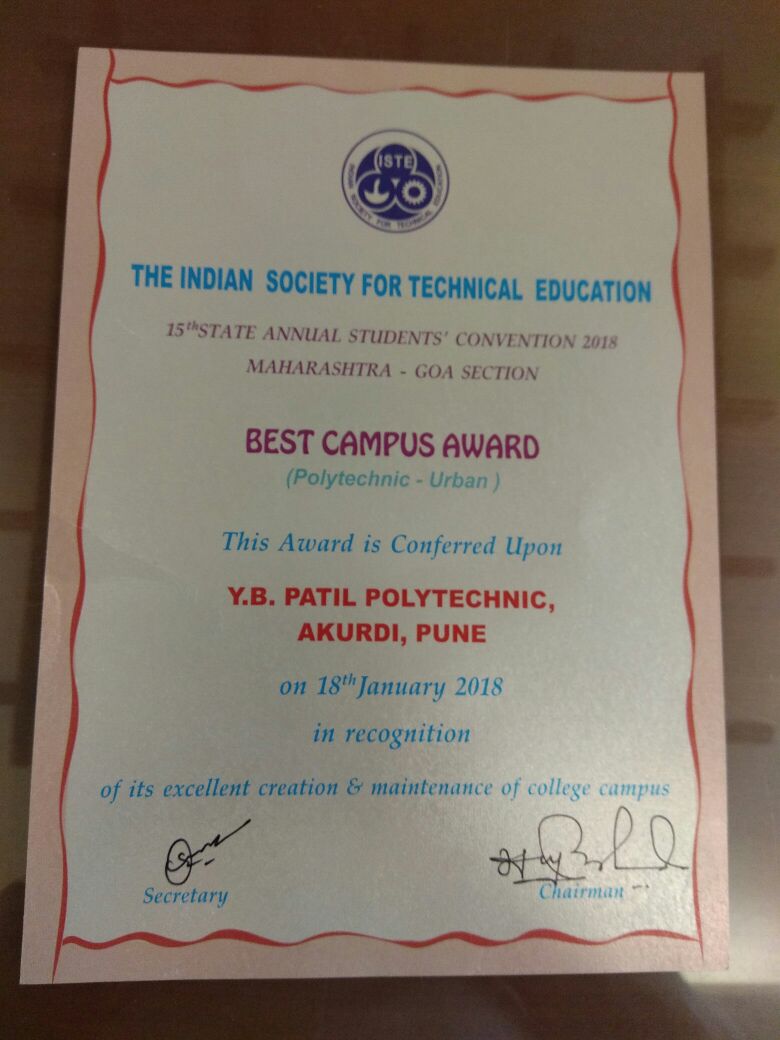 ISTE
INDIAN SOCIETY FOR TECHNICAL EDUCATION
THE INDIAN SOCIETY FOR TECHNICAL EDUCATION
15thSTATE ANNUAL STUDENTS' CONVENTION 2018
MAHARASHTRA - GOA SECTION
BEST CAMPUS AWARD
(Polytechnic - Urban )
This Award is Conferred Upon
Y.B. PATIL POLYTECHNIC,
AKURDI, PUNE
on 18th January 2018
in recognition
of its excellent creation & maintenance of college campus
Secretary
Chairman